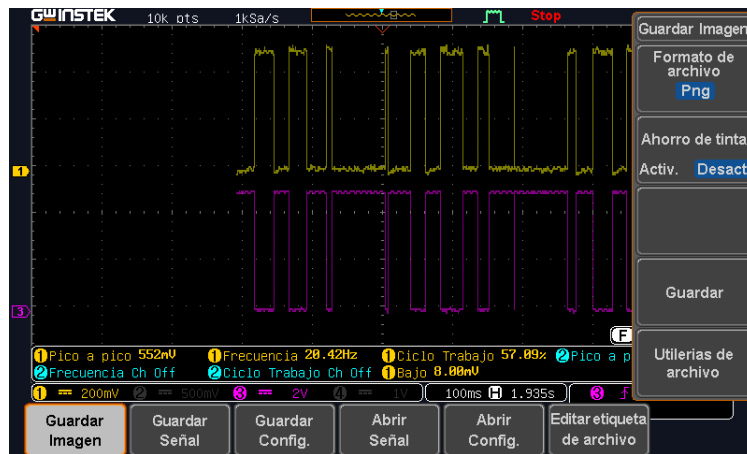 GWINSTEK 10k pts 1kSa/s Stop
Guardar Imagen
Formato de
archivo
Png
Ahorro de tinta
Activ. Desact
Guardar
Utilerias de
archivo
1
3
F
1 Pico a pico 552mV 1 Frecuencia 20.42Hz 1 Ciclo Trabajo 57.09% 2 Pico a p
2 Frecuencia Ch Off 2 Ciclo Trabajo Ch Off 1 Bajo 8.00mV
1 200mV 2 500mV 3 2V 4 1V 100ms H 1.935s 3
Guardar
Imagen
Guardar
Señal
Guardar
Config.
Abrir
Señal
Abrir
Config.
Editar etiqueta
de archivo